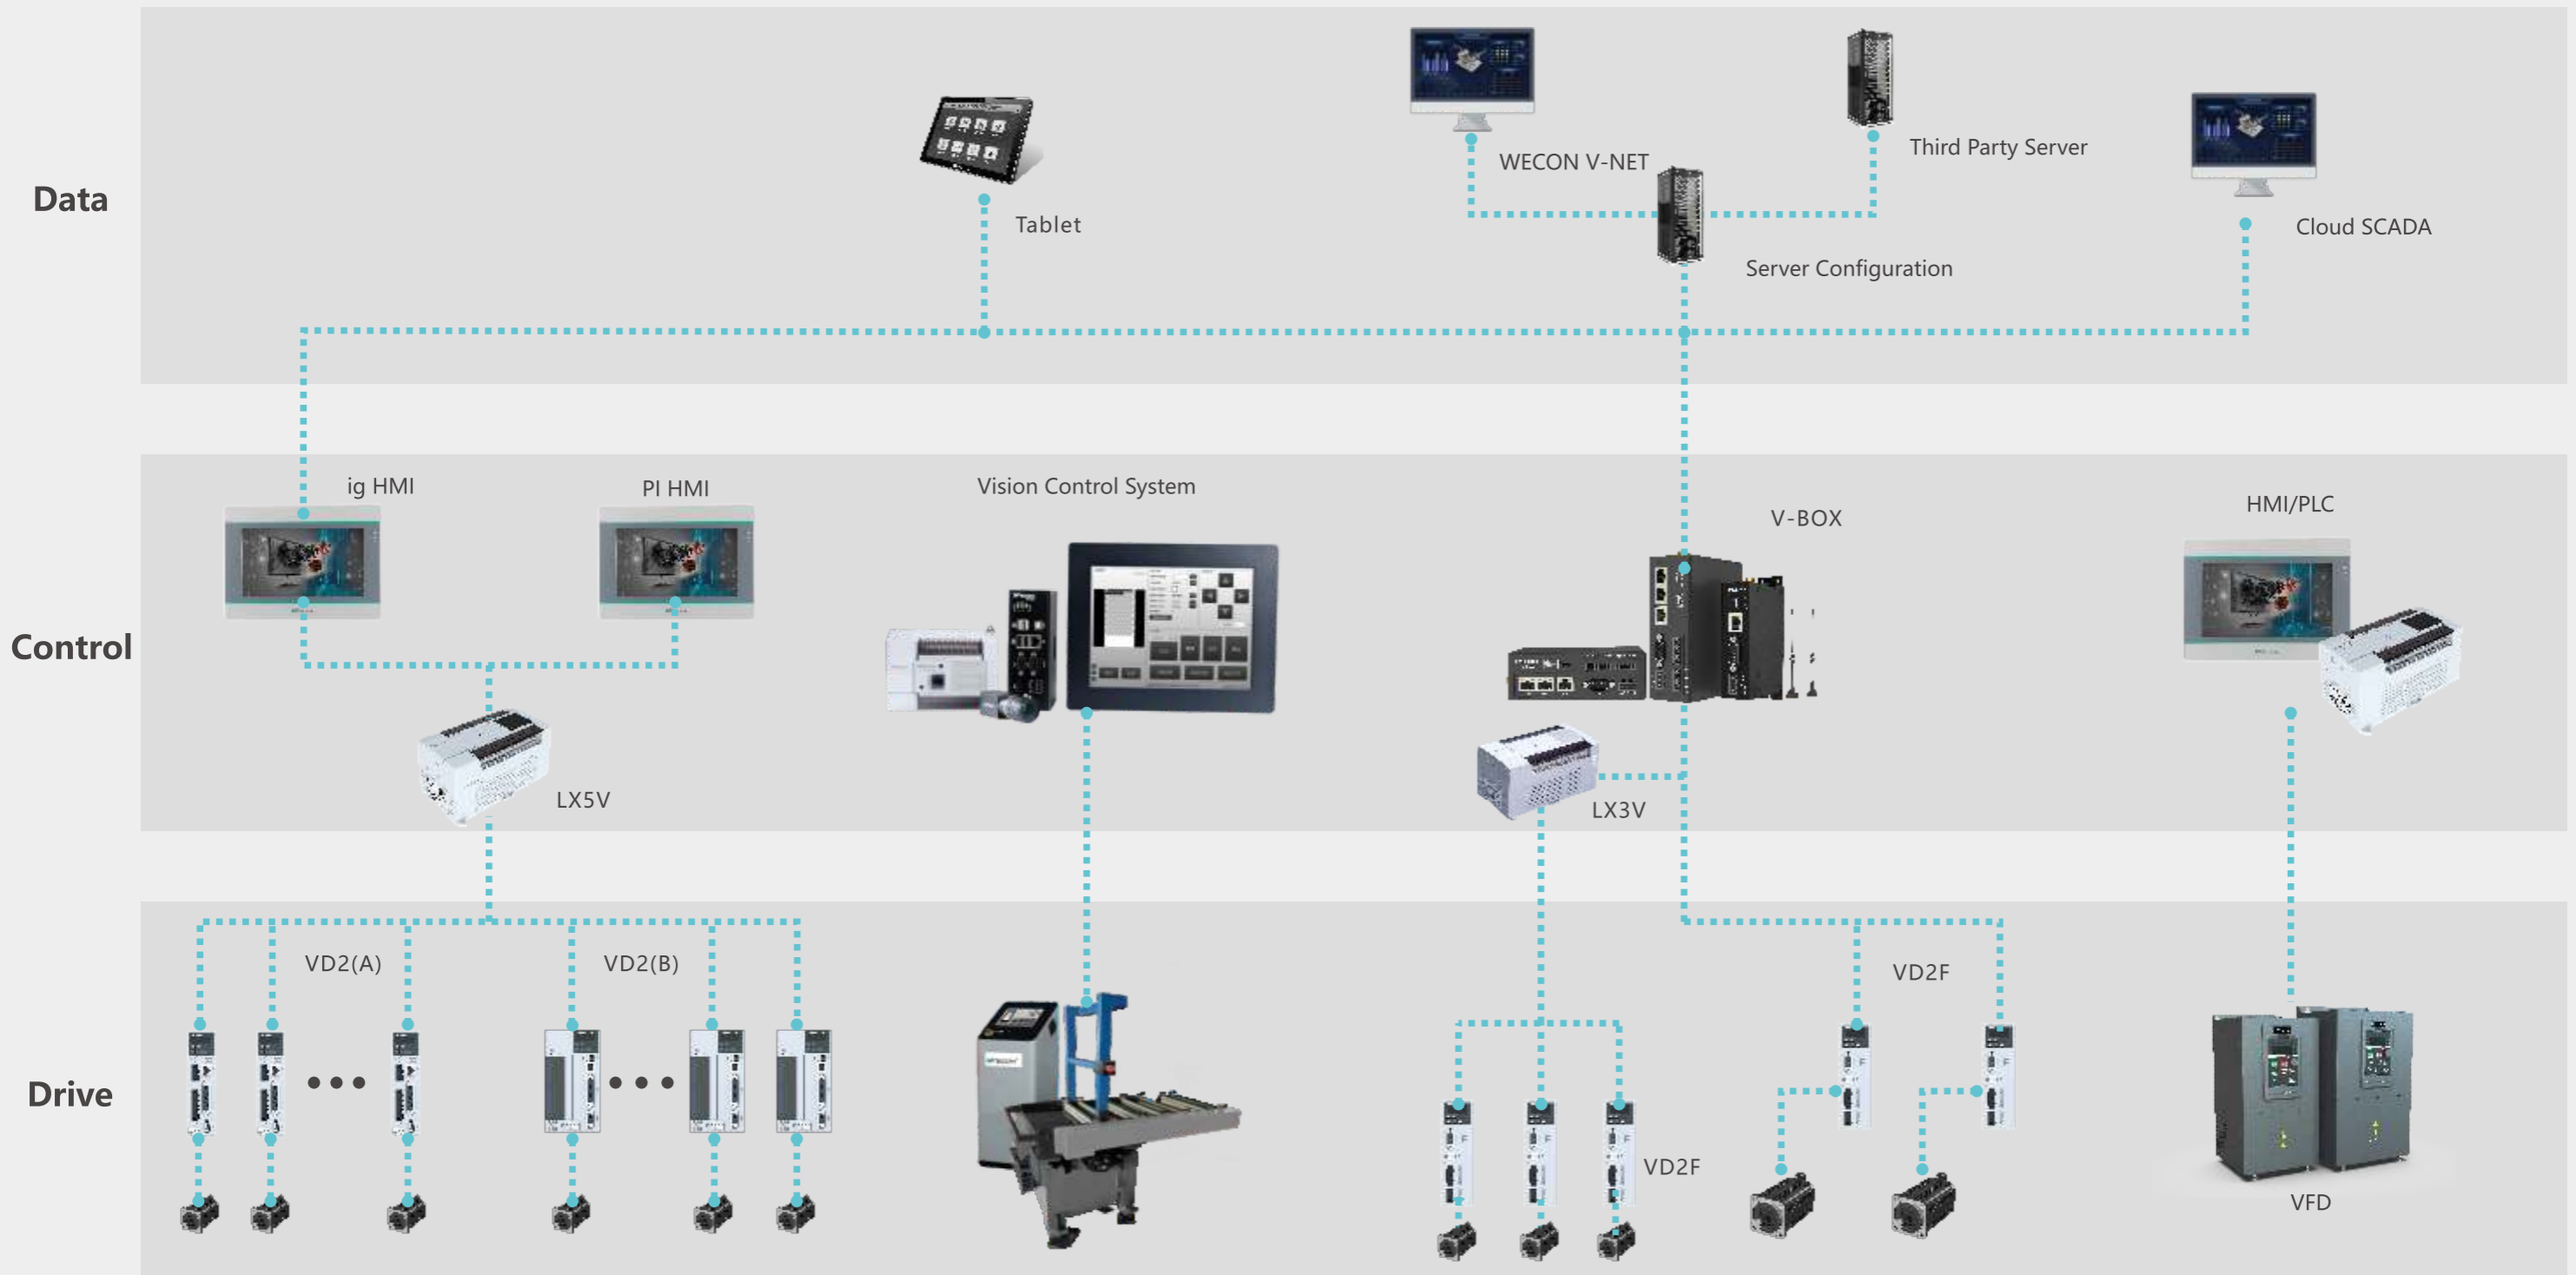 Data
Tablet
WECON V-NET
Third Party Server
Server Configuration
Cloud SCADA
Control
ig HMI
PI HMI
Vision Control System
V-BOX
HMI/PLC
LX5V
LX3V
Drive
VD2(A)
VD2(B)
VD2F
VD2F
VFD